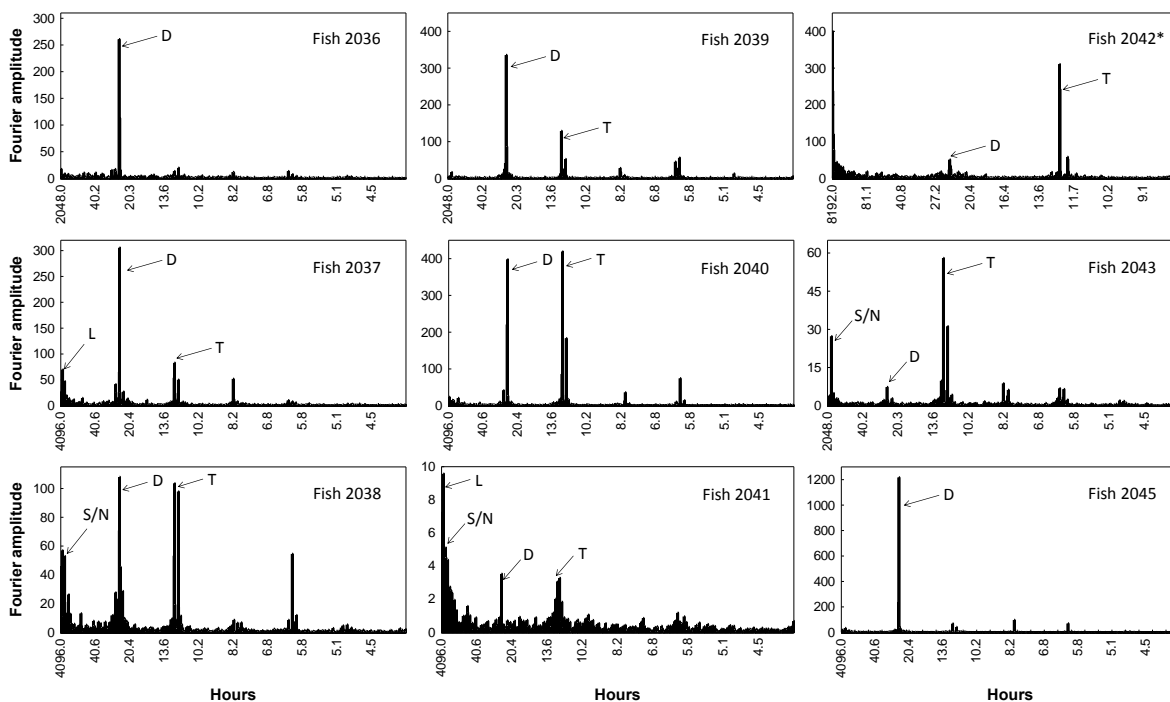 Fourier amplitude
300
250
200
150
100
50
0
Fish 2036
D
2048.0 40.2 20.3 13.6 10.2 8.2 6.8 5.8 5.1 4.5
400
300
200
100
0
Fish 2039
D
T
2048.0 40.2 20.3 13.6 10.2 8.2 6.8 5.8 5.1 4.5
400
300
200
100
0
Fish 2042*
T
D
8192.0 81.1 40.8 27.2 20.4 16.4 13.6 11.7 10.2 9.1
Fourier amplitude
300
250
200
150
100
50
0
Fish 2037
D
L
T
4096.0 40.6 20.4 13.6 10.2 8.2 6.8 5.8 5.1 4.5
400
300
200
100
0
Fish 2040
D
T
4096.0 40.6 20.4 13.6 10.2 8.2 6.8 5.8 5.1 4.5
60
45
30
15
0
Fish 2043
T
S/N
D
2048.0 40.2 20.3 13.6 10.2 8.2 6.8 5.8 5.1 4.5
Fourier amplitude
100
80
60
40
20
0
Fish 2038
D
T
S/N
4096.0 40.6 20.4 13.6 10.2 8.2 6.8 5.8 5.1 4.5
Hours
10
8
6
4
2
0
Fish 2041
L
S/N
D
T
4096.0 40.6 20.4 13.6 10.2 8.2 6.8 5.8 5.1 4.5
Hours
1200
1000
800
600
400
200
0
Fish 2045
D
4096.0 40.6 20.4 13.6 10.2 8.2 6.8 5.8 5.1 4.5
Hours